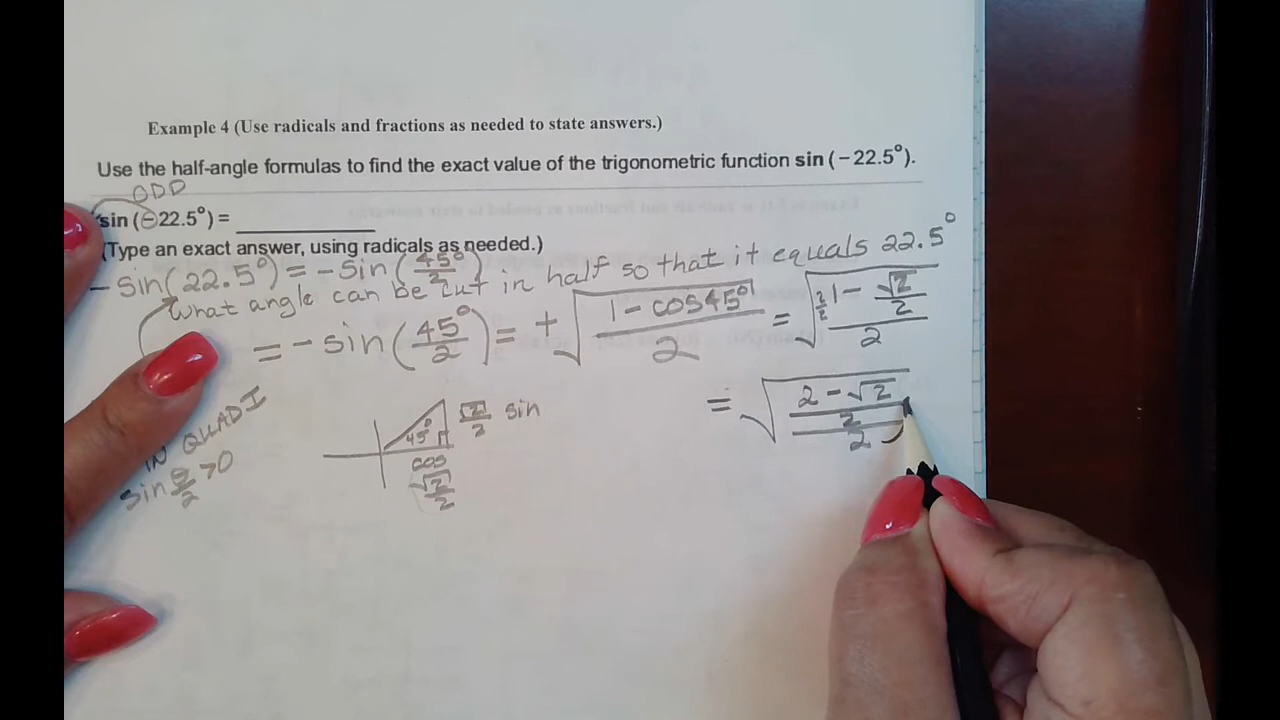 Example 4 (Use radicals and fractions as needed to state answers.)
Use the half-angle formulas to find the exact value of the trigonometric function sin (−22.5°).
ODD
sin (−22.5°) = ___________
(Type an exact answer, using radicals as needed.)
−sin(22.5°) = −sin(45°/2)
What angle can be cut in half so that it equals 22.5°
= −sin(45°/2) = +√((1 − cos45°)/2) = √((2/2 1 − √2/2)/2)
= √(((2 − √2)/2)/2)
IN QUAD I
sin θ/2 > 0
45° √2/2 sin
cos
√2/2